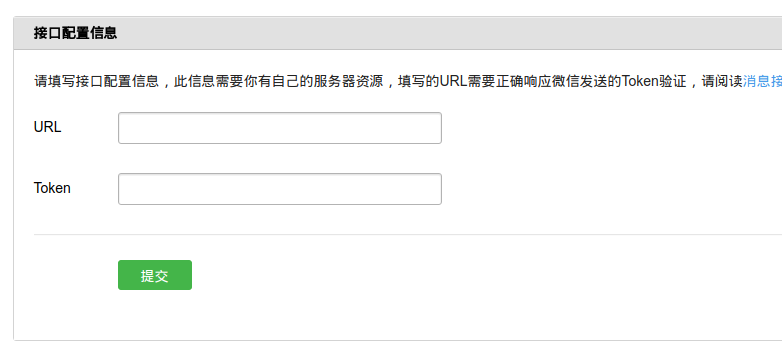 接口配置信息
请填写接口配置信息，此信息需要你有自己的服务器资源，填写的URL需要正确响应微信发送的Token验证，请阅读消息接
URL
Token
提交